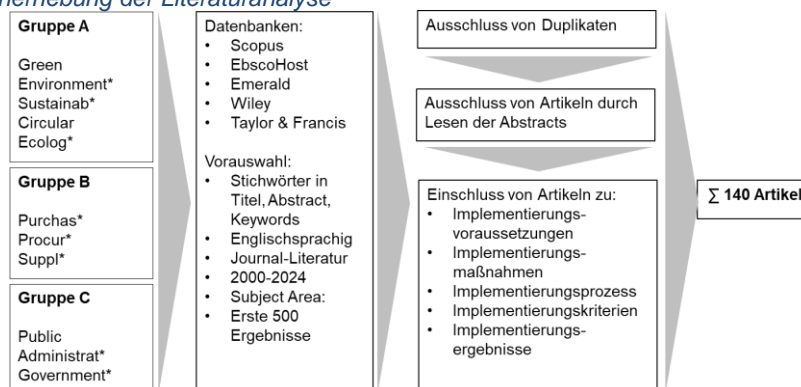 der Literaturanalyse
Gruppe A
Green
Environment*
Sustainab*
Circular
Ecolog*
Gruppe B
Purchas*
Procur*
Suppl*
Gruppe C
Public
Administrat*
Government*
Datenbanken:
• Scopus
• EbscoHost
• Emerald
• Wiley
• Taylor & Francis
Vorauswahl:
• Stichwörter in
Titel, Abstract,
Keywords
• Englischsprachig
• Journal-Literatur
• 2000-2024
• Subject Area:
• Erste 500
Ergebnisse
Ausschluss von Duplikaten
Ausschluss von Artikeln durch
Lesen der Abstracts
Einschluss von Artikeln zu:
• Implementierungs-
voraussetzungen
• Implementierungs-
maßnahmen
• Implementierungsprozess
• Implementierungskriterien
• Implementierungs-
ergebnisse
∑ 140 Artikel